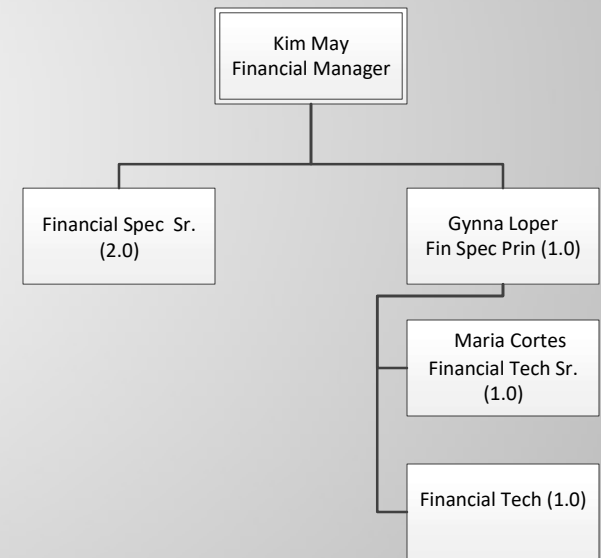 Kim May
Financial Manager
Financial Spec  Sr.
(2.0)
Gynna Loper
Fin Spec Prin (1.0)
Maria Cortes
Financial Tech Sr.
(1.0)
Financial Tech (1.0)